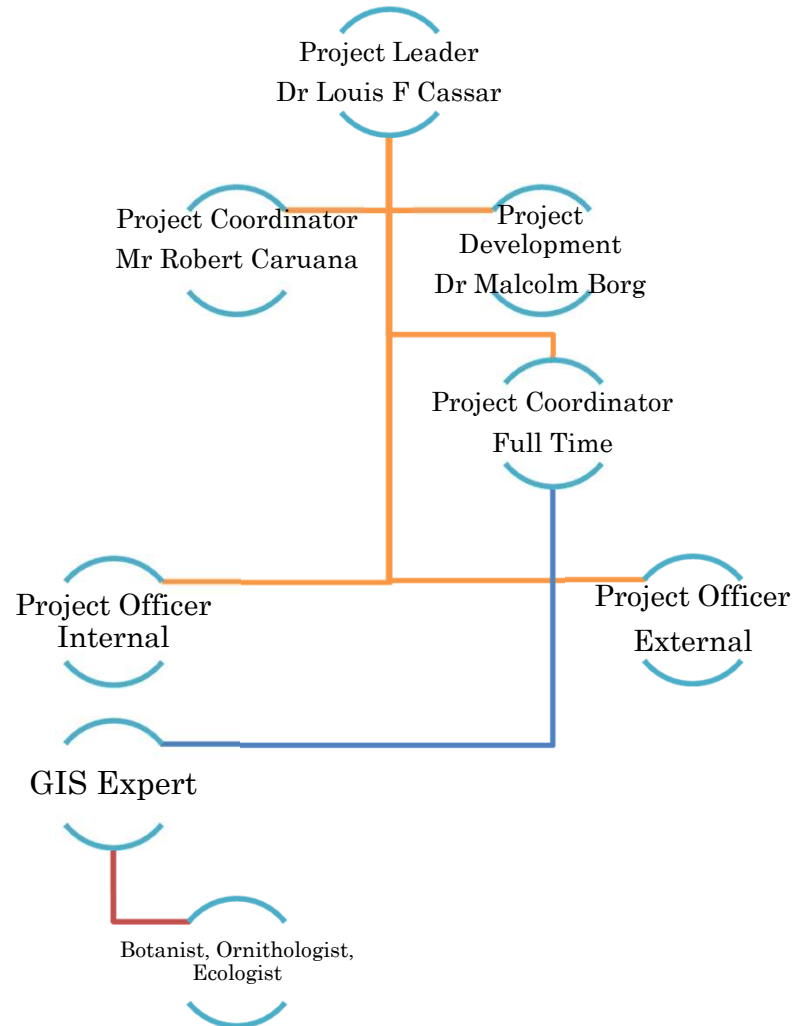 Project Leader
Dr Louis F Cassar
Project Coordinator
Mr Robert Caruana
Project
Development
Dr Malcolm Borg
Project Coordinator
Full Time
Project Officer
Internal
Project Officer
External
GIS Expert
Botanist, Ornithologist,
Ecologist